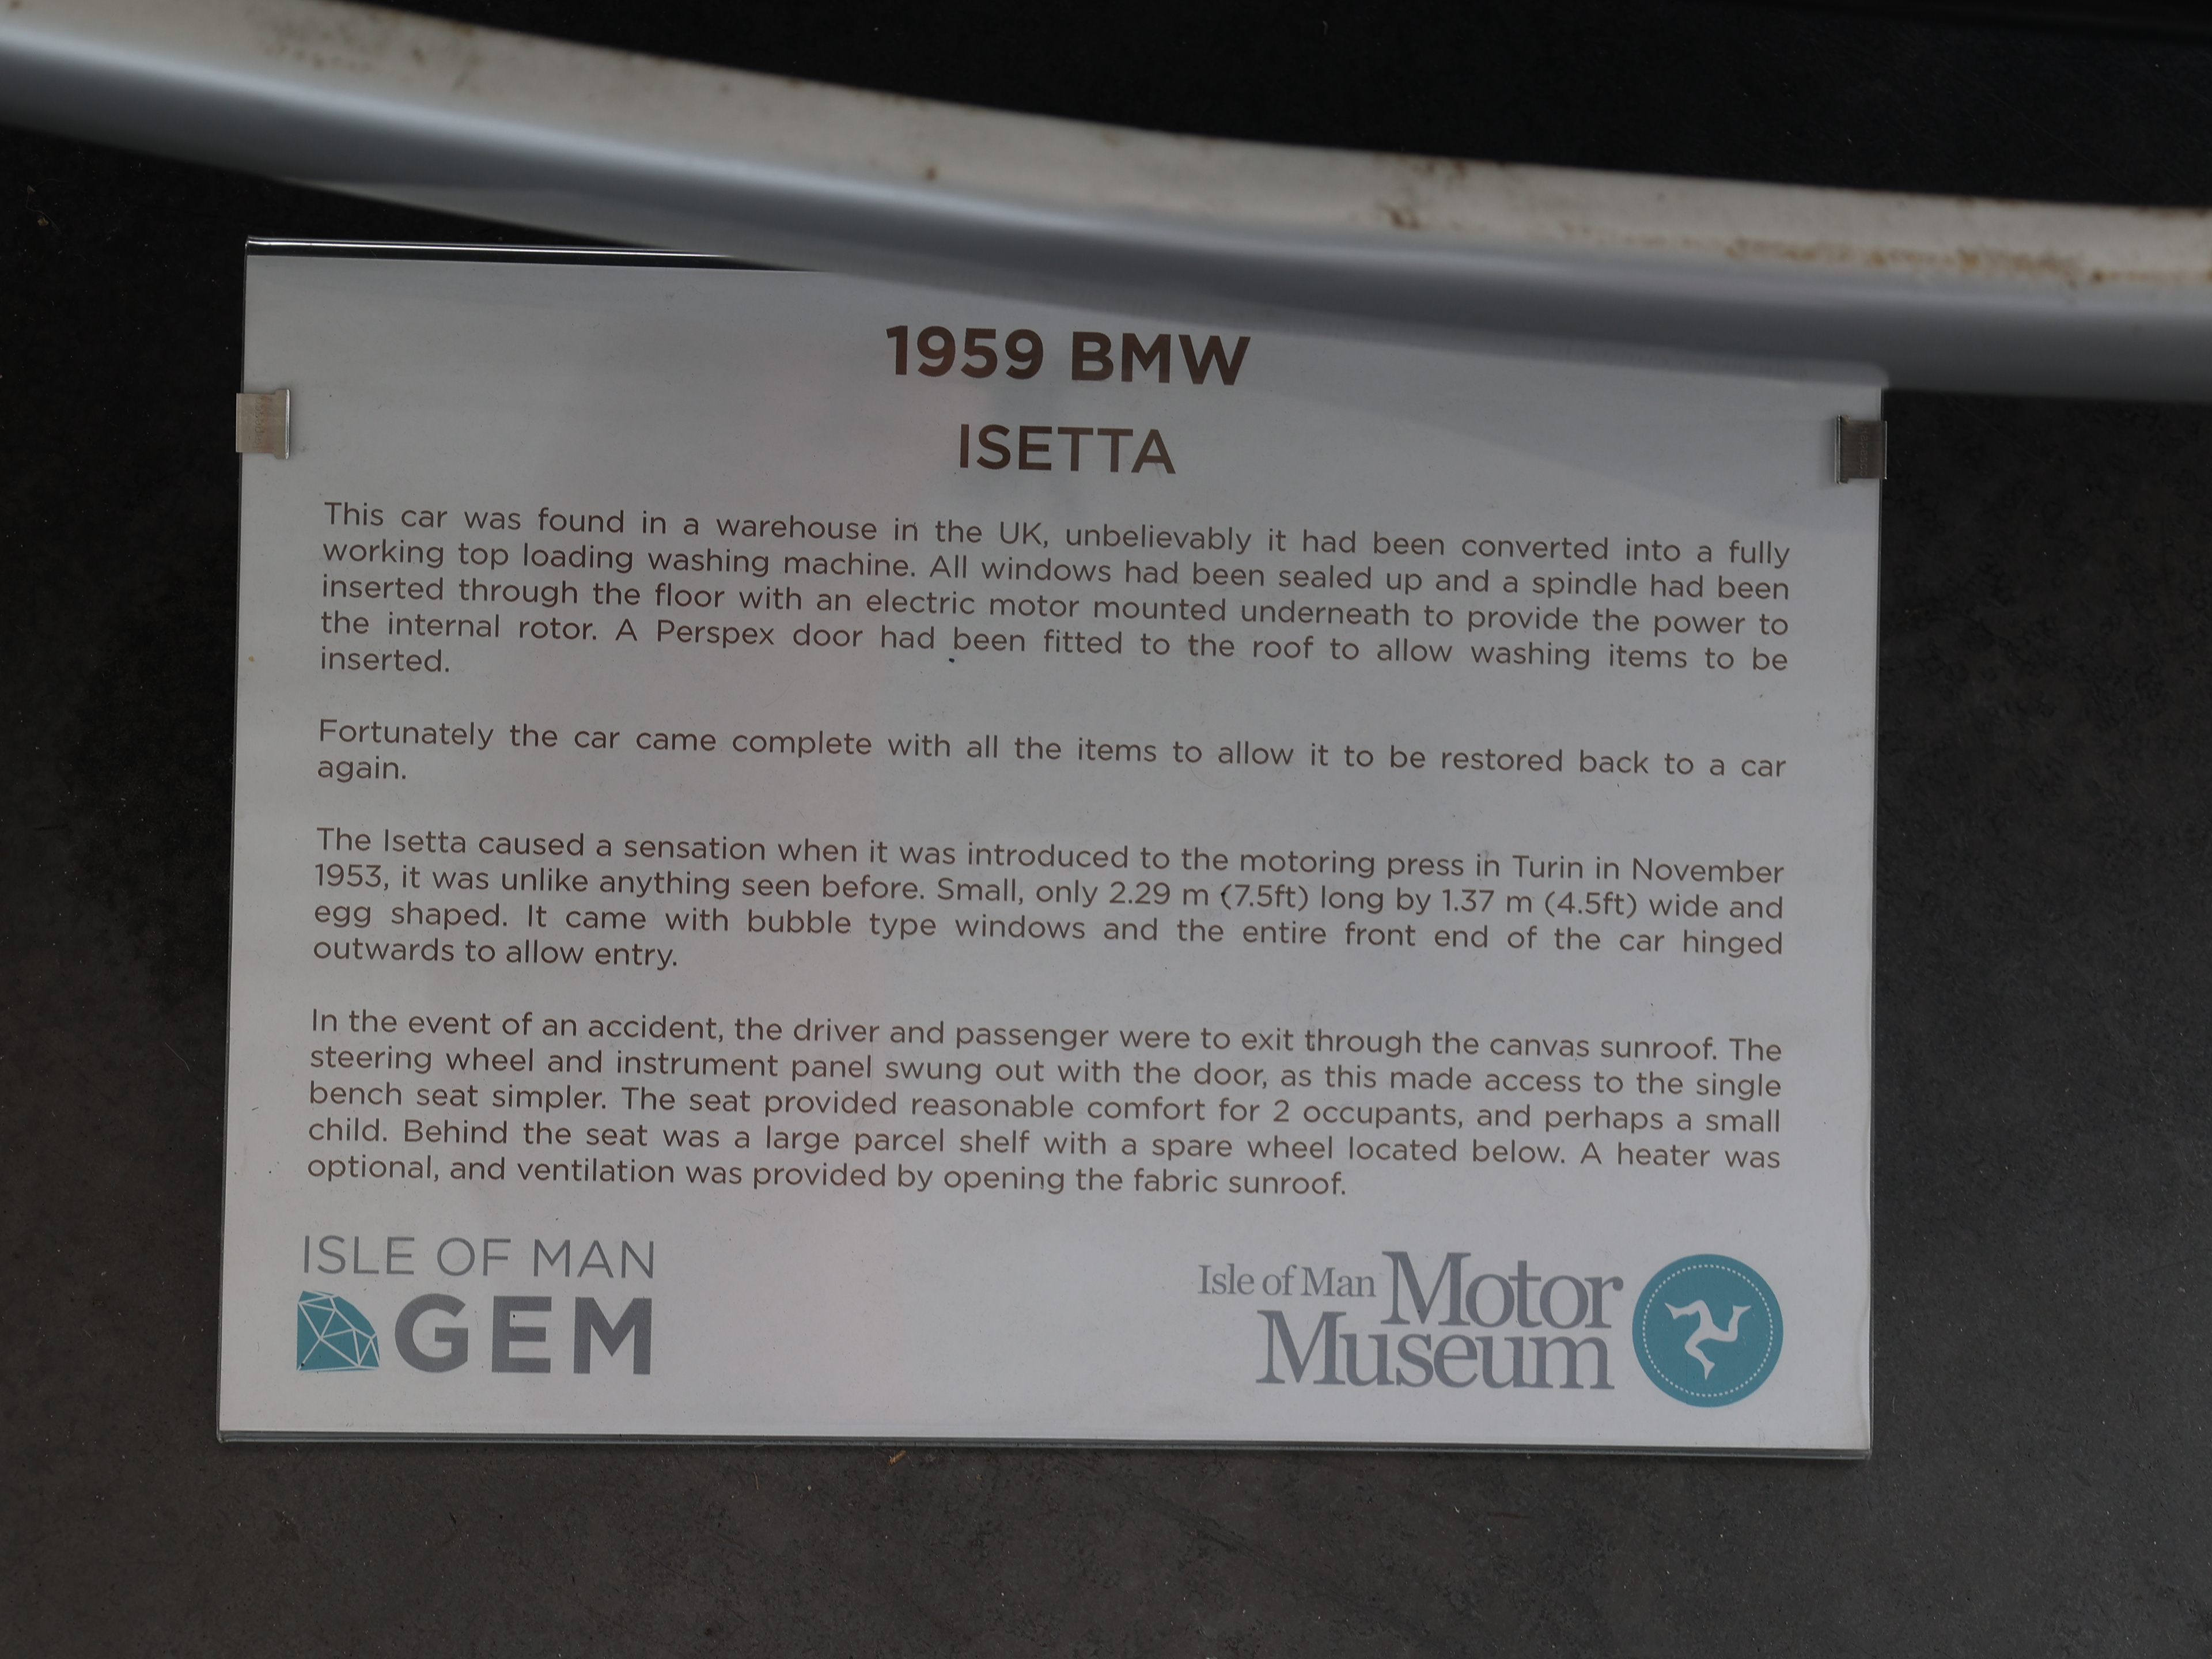 1959 BMW
ISETTA
This car was found in a warehouse in the UK, unbelievably it had been converted into a fully
working top loading washing machine. All windows had been sealed up and a spindle had been
inserted through the floor with an electric motor mounted underneath to provide the power to
the internal rotor. A Perspex door had been fitted to the roof to allow washing items to be
inserted.
Fortunately the car came complete with all the items to allow it to be restored back to a car
again.
The Isetta caused a sensation when it was introduced to the motoring press in Turin in November
1953, it was unlike anything seen before. Small, only 2.29 m (7.5ft) long by 1.37 m (4.5ft) wide and
egg shaped. It came with bubble type windows and the entire front end of the car hinged
outwards to allow entry.
In the event of an accident, the driver and passenger were to exit through the canvas sunroof. The
steering wheel and instrument panel swung out with the door, as this made access to the single
bench seat simpler. The seat provided reasonable comfort for 2 occupants, and perhaps a small
child. Behind the seat was a large parcel shelf with a spare wheel located below. A heater was
optional, and ventilation was provided by opening the fabric sunroof.
ISLE OF MAN
GEM
Isle of Man Motor
Museum